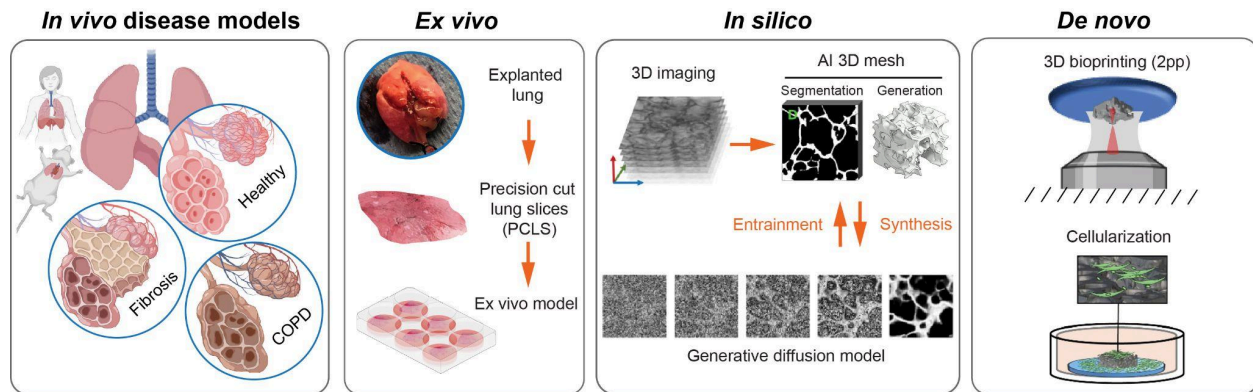 In vivo disease models
Healthy
Fibrosis
COPD
Ex vivo
Explanted
lung
Precision cut
lung slices
(PCLS)
Ex vivo model
In silico
3D imaging
AI 3D mesh
Segmentation
Generation
D
Entrainment
Synthesis
Generative diffusion model
De novo
3D bioprinting (2pp)
Cellularization